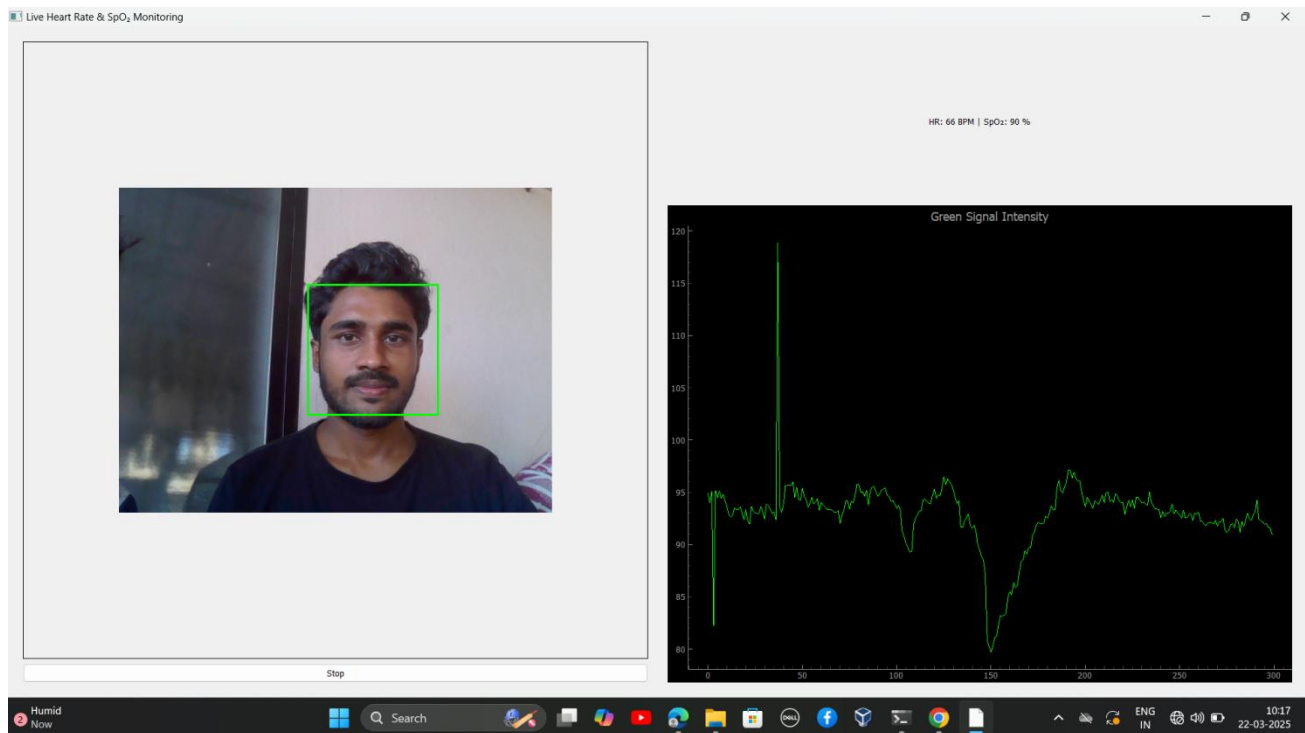 Live Heart Rate & SpO₂ Monitoring
HR: 66 BPM | SpO₂: 90 %
Green Signal Intensity
120
115
110
105
100
95
90
85
80
0 50 100 150 200 250 300
Stop
2
Humid
Now
Search
DELL
ENG
IN
10:17
22-03-2025